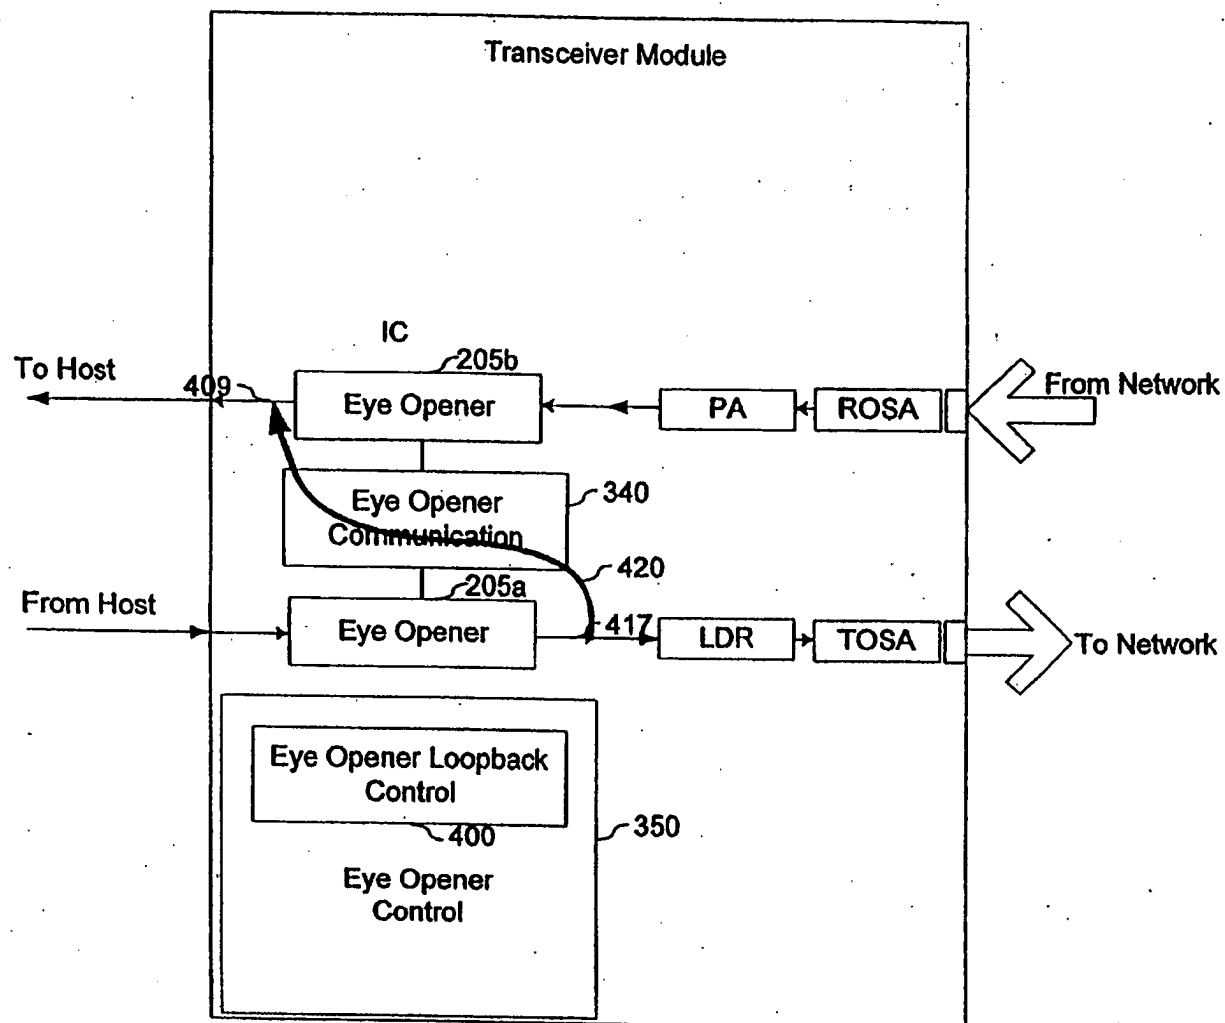 Transceiver Module
IC
205b
To Host
409
Eye Opener
PA
ROSA
From Network
Eye Opener
Communication
340
420
205a
From Host
Eye Opener
417
LDR
TOSA
To Network
Eye Opener Loopback
Control
400
350
Eye Opener
Control